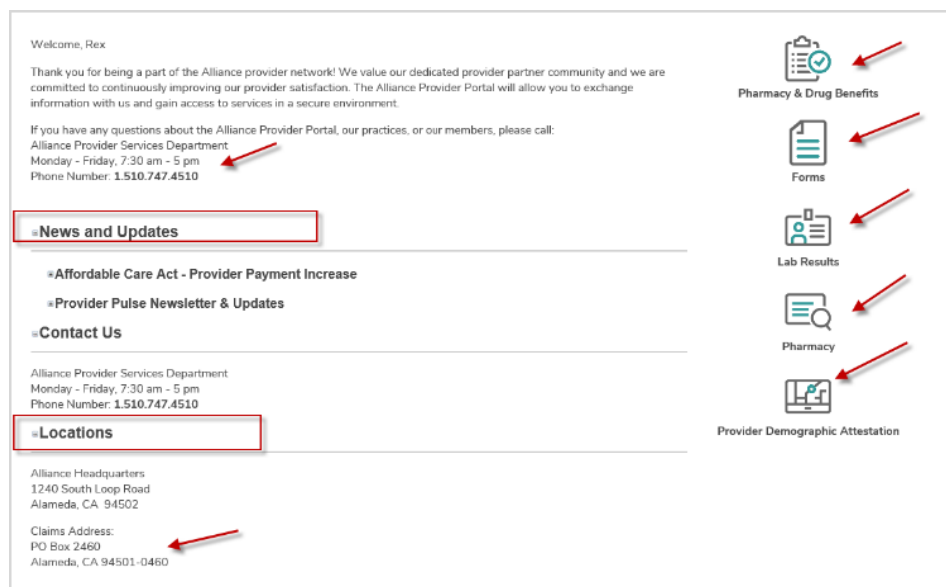 Welcome, Rex
Thank you for being a part of the Alliance provider network! We value our dedicated provider partner community and we are
committed to continuously improving our provider satisfaction. The Alliance Provider Portal will allow you to exchange
information with us and gain access to services in a secure environment.
If you have any questions about the Alliance Provider Portal, our practices, or our members, please call:
Alliance Provider Services Department
Monday - Friday, 7:30 am - 5 pm
Phone Number: 1.510.747.4510
News and Updates
Affordable Care Act - Provider Payment Increase
Provider Pulse Newsletter & Updates
Contact Us
Alliance Provider Services Department
Monday - Friday, 7:30 am - 5 pm
Phone Number: 1.510.747.4510
Locations
Alliance Headquarters
1240 South Loop Road
Alameda, CA 94502
Claims Address:
PO Box 2460
Alameda, CA 94501-0460
Pharmacy & Drug Benefits
Forms
Lab Results
Pharmacy
Provider Demographic Attestation